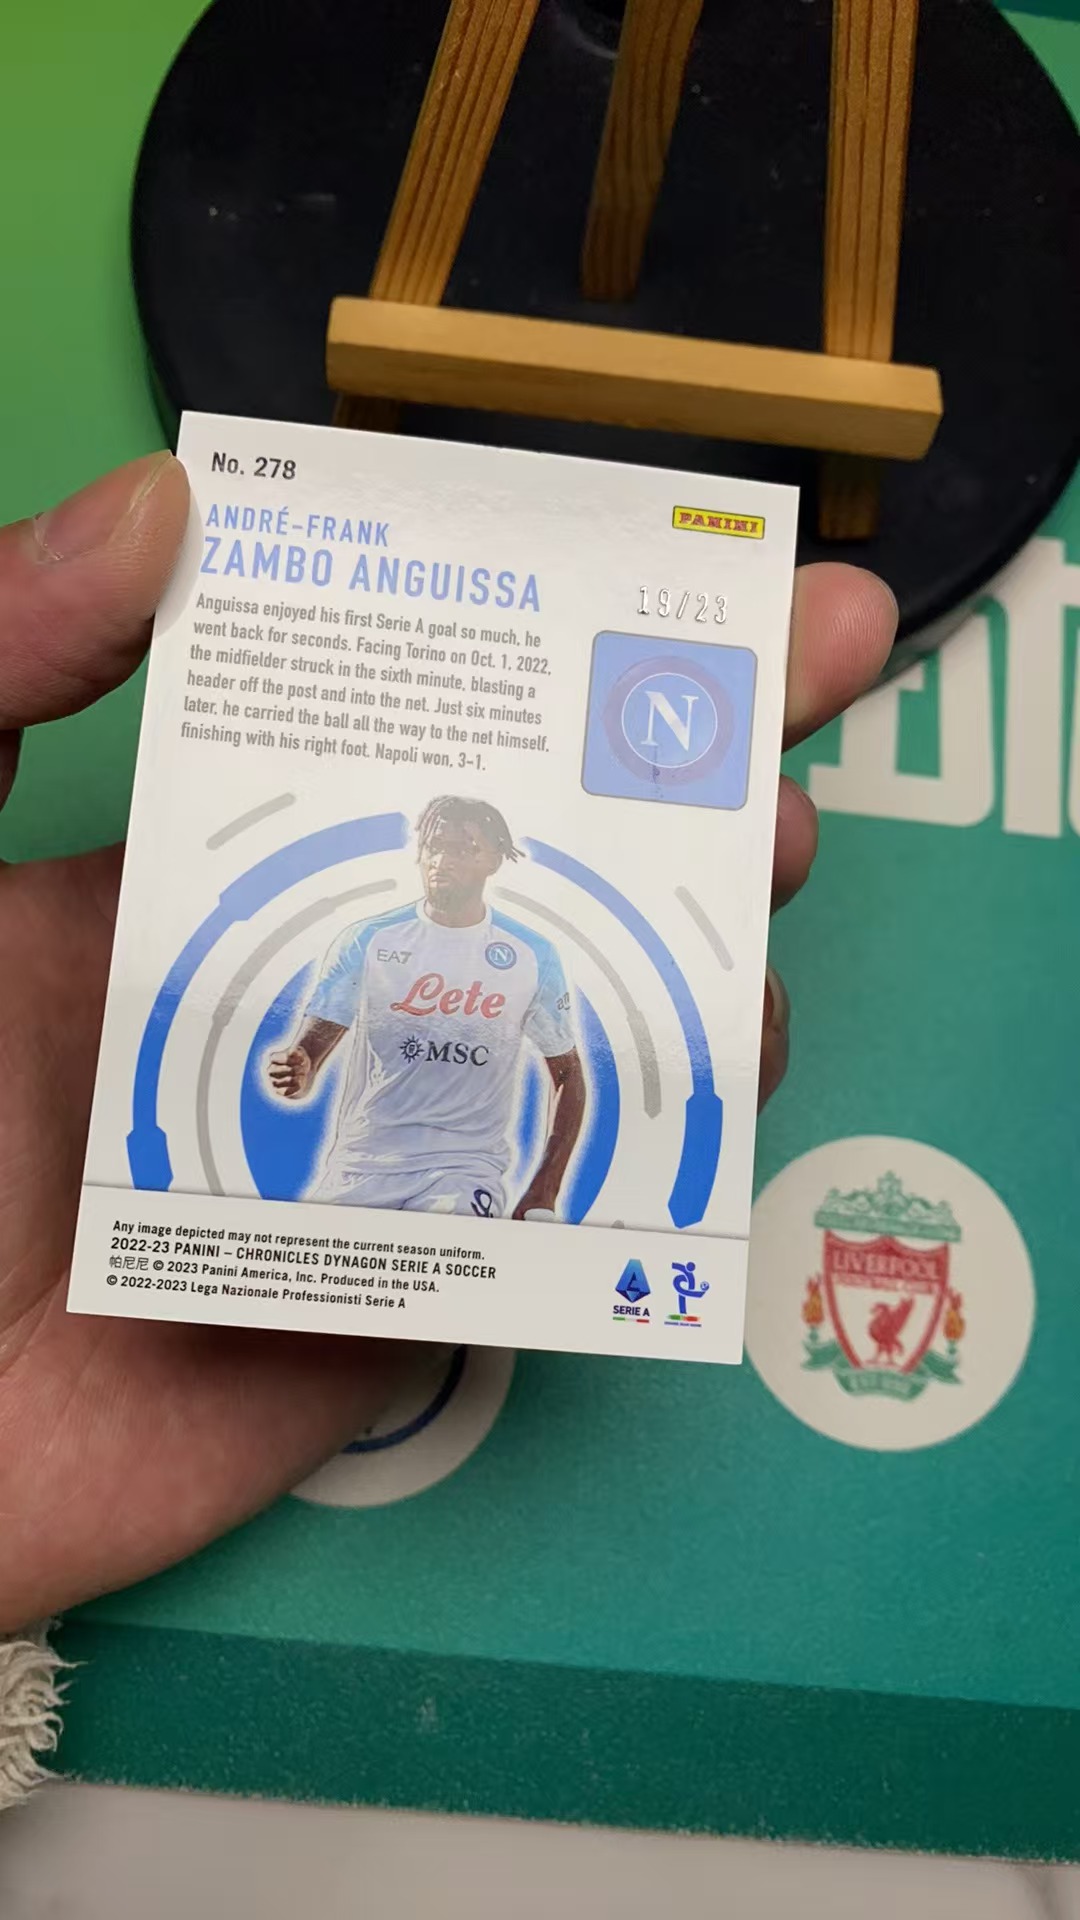 No. 278
PANINI
ANDRÉ-FRANK
ZAMBO ANGUISSA
19/23
Anguissa enjoyed his first Serie A goal so much, he
went back for seconds. Facing Torino on Oct. 1, 2022,
the midfielder struck in the sixth minute, blasting a
header off the post and into the net. Just six minutes
later, he carried the ball all the way to the net himself,
finishing with his right foot. Napoli won, 3-1.
N
EA7
N
Lete
MSC
Any image depicted may not represent the current season uniform.
2022-23 PANINI – CHRONICLES DYNAGON SERIE A SOCCER
帕尼尼 © 2023 Panini America, Inc. Produced in the USA.
© 2022-2023 Lega Nazionale Professionisti Serie A
SERIE A
LIVERPOOL